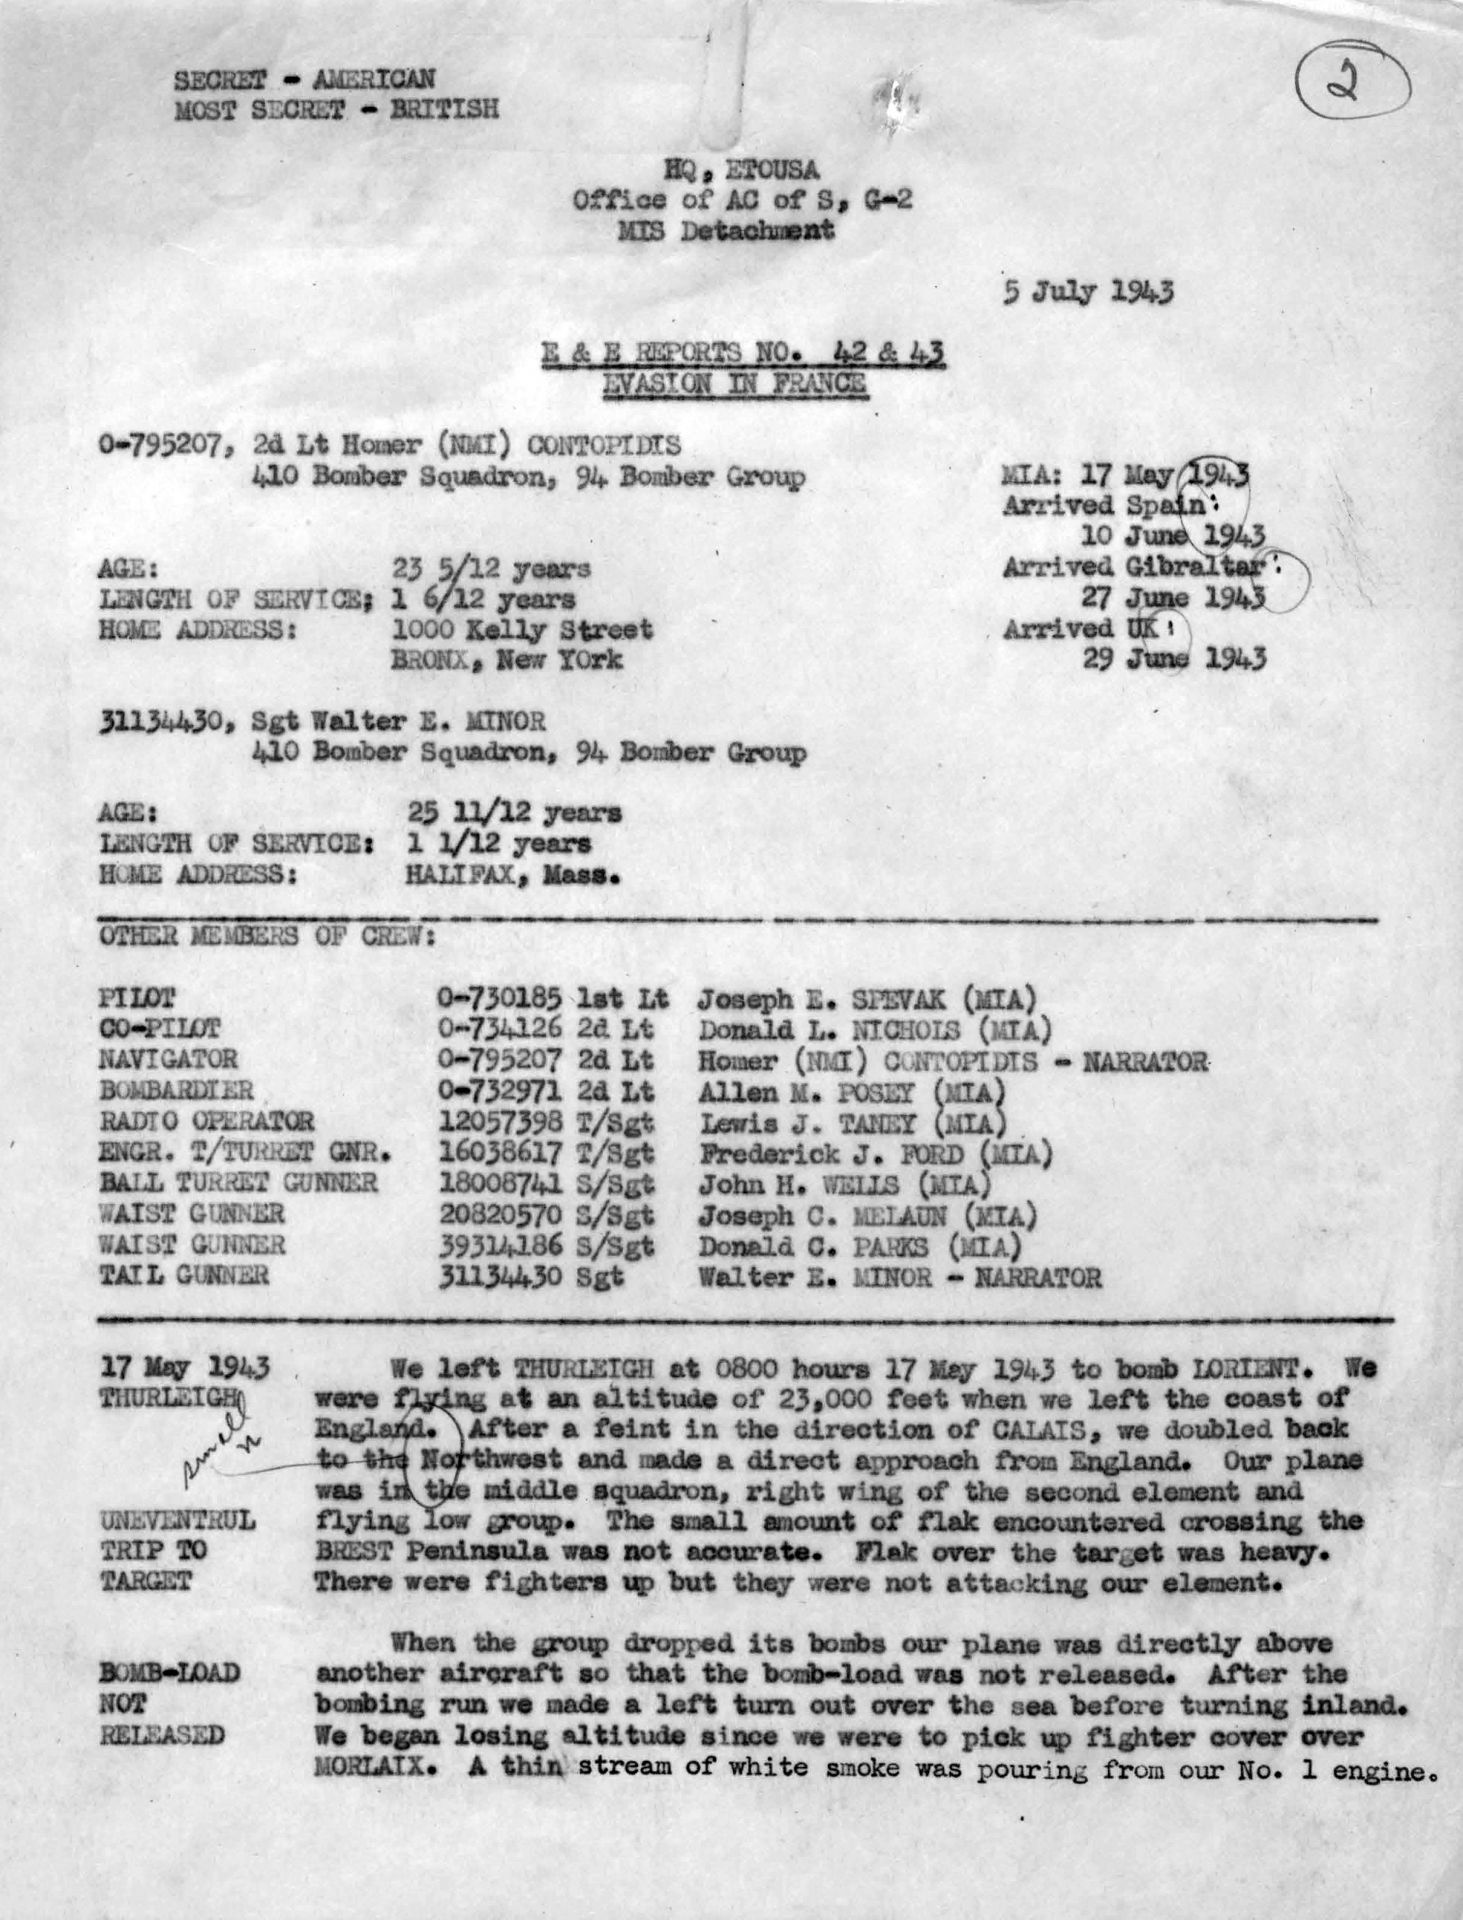 2
SECRET - AMERICAN
MOST SECRET - BRITISH
HQ, ETOUSA
Office of AC of S, G-2
MIS Detachment
5 July 1943
E & E REPORTS NO. 42 & 43
EVASION IN FRANCE
O-795207, 2d Lt Homer (NMI) CONTOPIDIS
410 Bomber Squadron, 94 Bomber Group
MIA: 17 May 1943
Arrived Spain:
10 June 1943
Arrived Gibraltar:
27 June 1943
Arrived UK:
29 June 1943
AGE: 23 5/12 years
LENGTH OF SERVICE; 1 6/12 years
HOME ADDRESS: 1000 Kelly Street
BRONX, New YOrk
31134430, Sgt Walter E. MINOR
410 Bomber Squadron, 94 Bomber Group
AGE: 25 11/12 years
LENGTH OF SERVICE: 1 1/12 years
HOME ADDRESS: HALIFAX, Mass.
OTHER MEMBERS OF CREW:
PILOT O-730185 1st Lt Joseph E. SPEVAK (MIA)
CO-PILOT O-734126 2d Lt Donald L. NICHOLS (MIA)
NAVIGATOR O-795207 2d Lt Homer (NMI) CONTOPIDIS - NARRATOR
BOMBARDIER O-732971 2d Lt Allen M. POSEY (MIA)
RADIO OPERATOR 12057398 T/Sgt Lewis J. TANEY (MIA)
ENGR. T/TURRET GNR. 16038617 T/Sgt Frederick J. FORD (MIA)
BALL TURRET GUNNER 18008741 S/Sgt John H. WELLS (MIA)
WAIST GUNNER 20820570 S/Sgt Joseph C. MELAUN (MIA)
WAIST GUNNER 39314186 S/Sgt Donald C. PARKS (MIA)
TAIL GUNNER 31134430 Sgt Walter E. MINOR - NARRATOR
17 May 1943 We left THURLEIGH at 0800 hours 17 May 1943 to bomb LORIENT. We
THURLEIGH were flying at an altitude of 23,000 feet when we left the coast of
England. After a feint in the direction of CALAIS, we doubled back
small n
to the Northwest and made a direct approach from England. Our plane
was in the middle squadron, right wing of the second element and
UNEVENTRUL flying low group. The small amount of flak encountered crossing the
TRIP TO BREST Peninsula was not accurate. Flak over the target was heavy.
TARGET There were fighters up but they were not attacking our element.
When the group dropped its bombs our plane was directly above
BOMB-LOAD another aircraft so that the bomb-load was not released. After the
NOT bombing run we made a left turn out over the sea before turning inland.
RELEASED We began losing altitude since we were to pick up fighter cover over
MORLAIX. A thin stream of white smoke was pouring from our No. 1 engine.